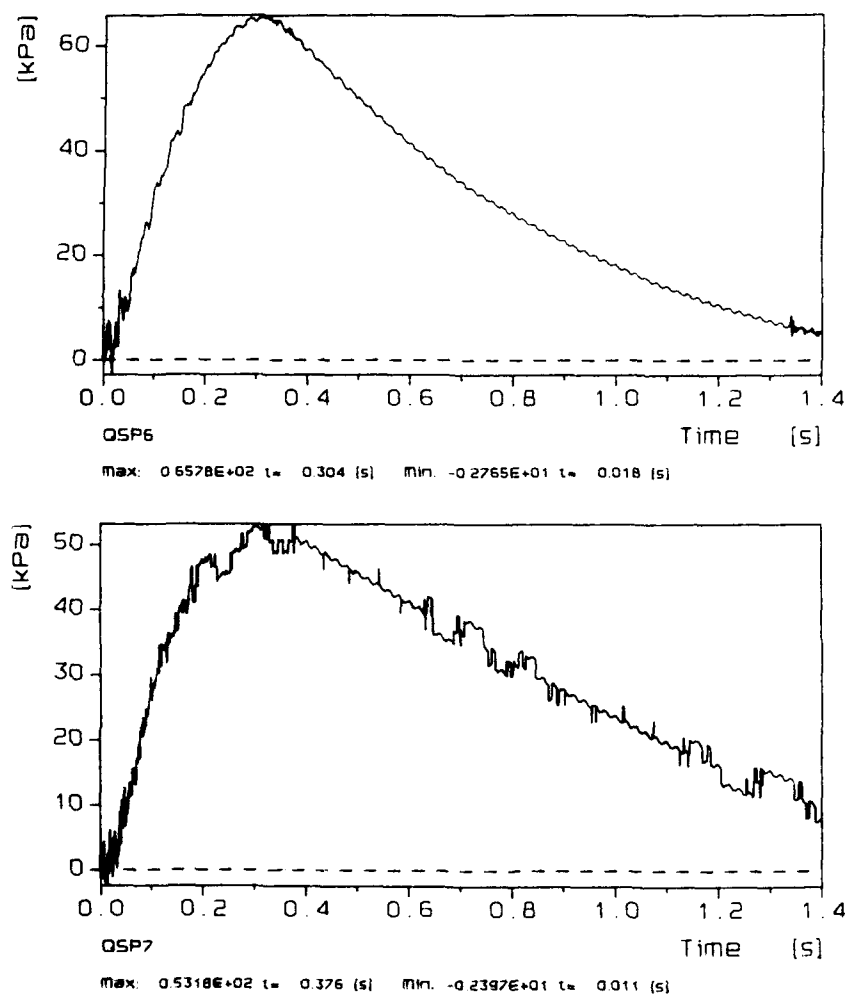 [kPa]
60
40
20
0
0.0 0.2 0.4 0.6 0.8 1.0 1.2 1.4
QSP6 Time [s]
Max: 0.6578E+02 t= 0.304 [s] Min. -0.2765E+01 t= 0.018 [s]
[kPa]
50
40
30
20
10
0
0.0 0.2 0.4 0.6 0.8 1.0 1.2 1.4
QSP7 Time [s]
Max: 0.5318E+02 t= 0.376 [s] Min. -0.2397E+01 t= 0.011 [s]